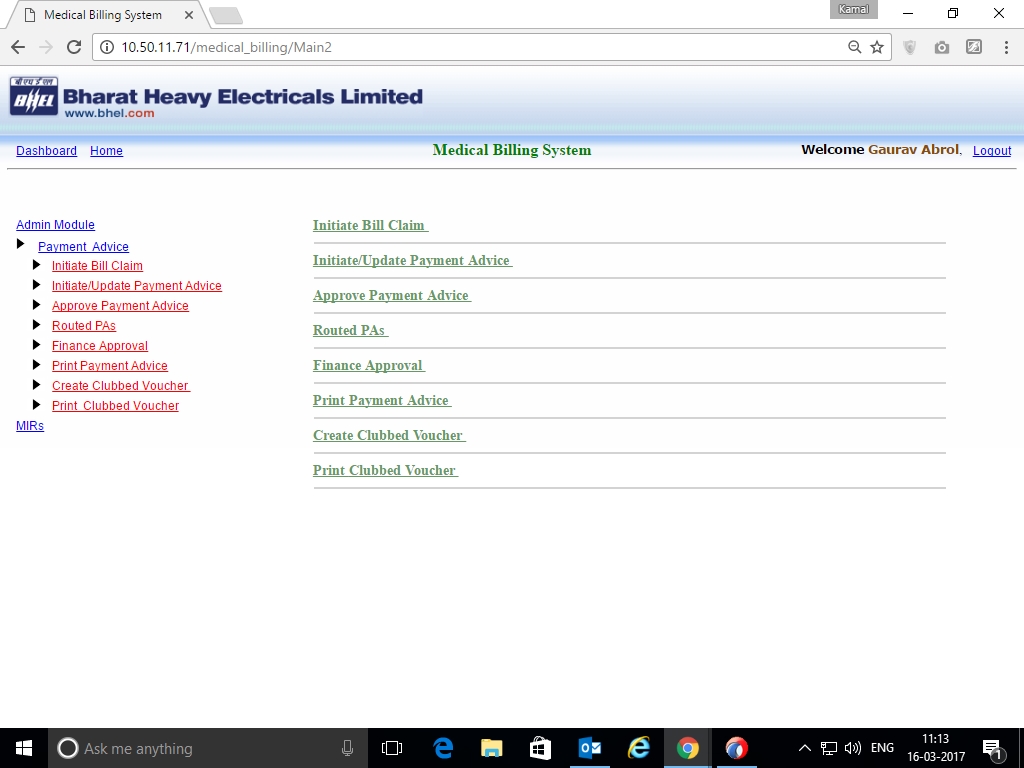 Medical Billing System
Kamal
10.50.11.71/medical_billing/Main2
बी एच ई एल
BHEL
Bharat Heavy Electricals Limited
www.bhel.com
Dashboard Home Medical Billing System Welcome Gaurav Abrol, Logout
Admin Module
Payment Advice
Initiate Bill Claim
Initiate/Update Payment Advice
Approve Payment Advice
Routed PAs
Finance Approval
Print Payment Advice
Create Clubbed Voucher
Print Clubbed Voucher
MIRs
Initiate Bill Claim
Initiate/Update Payment Advice
Approve Payment Advice
Routed PAs
Finance Approval
Print Payment Advice
Create Clubbed Voucher
Print Clubbed Voucher
Ask me anything
ENG
11:13
16-03-2017
1